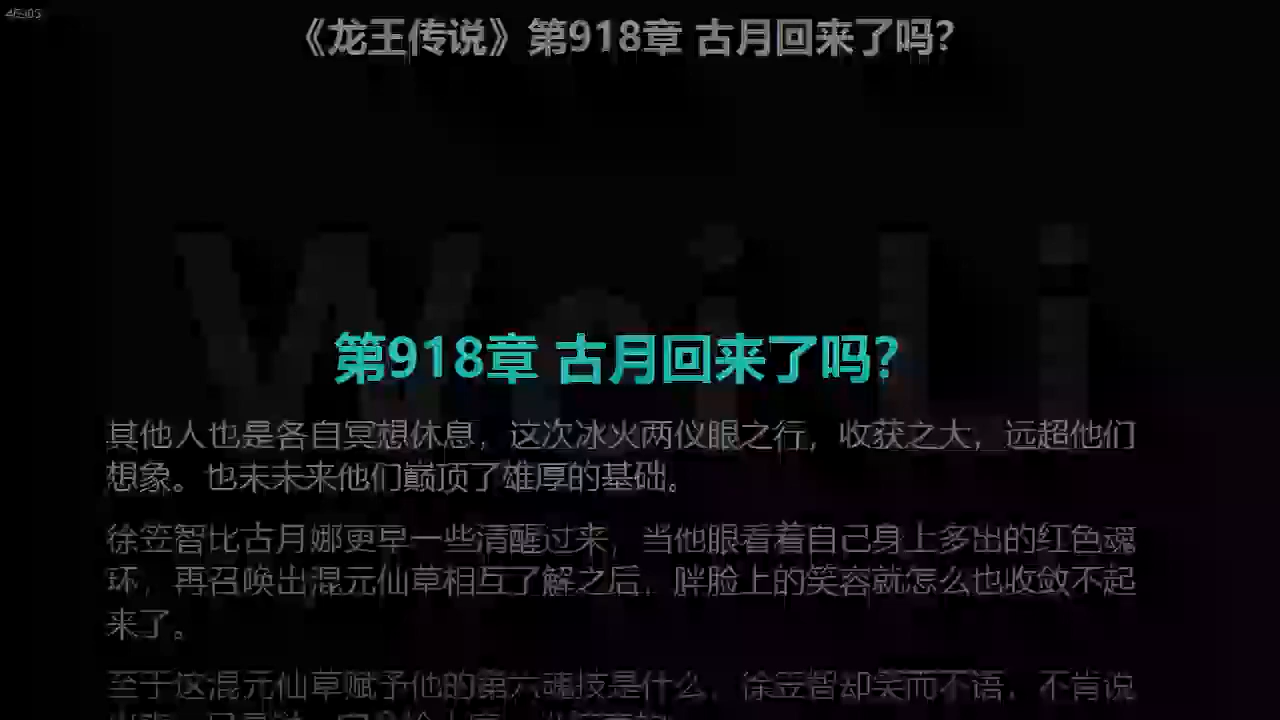 《龙王传说》第918章 古月回来了吗?
Wei Li
第918章 古月回来了吗?
其他人也是各自冥想休息，这次冰火两仪眼之行，收获之大，远超他们
想象。也未未来他们巅顶了雄厚的基础。
徐笠智比古月娜更早一些清醒过来，当他眼看着自己身上多出的红色魂
环，再召唤出混元仙草相互了解之后，胖脸上的笑容就怎么也收敛不起
来了。
至于这混元仙草赋予他的第六魂技是什么，徐笠智却笑而不语，不肯说